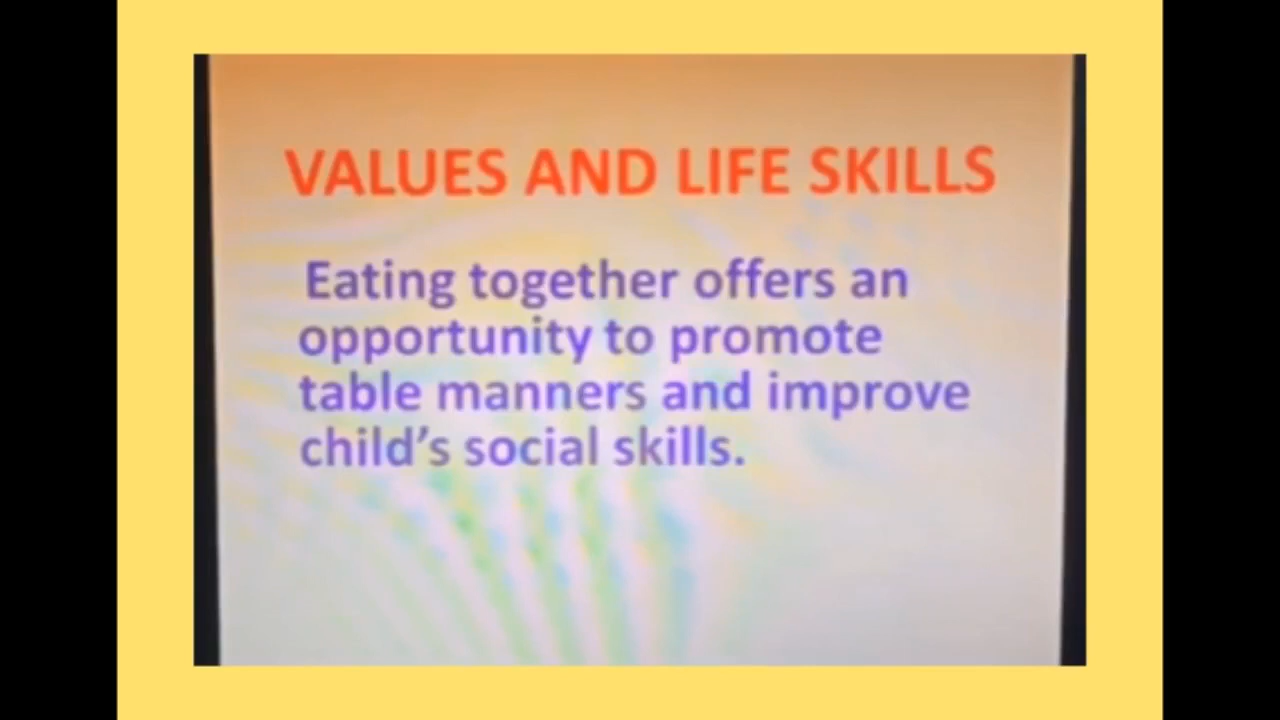 VALUES AND LIFE SKILLS
Eating together offers an
opportunity to promote
table manners and improve
child's social skills.